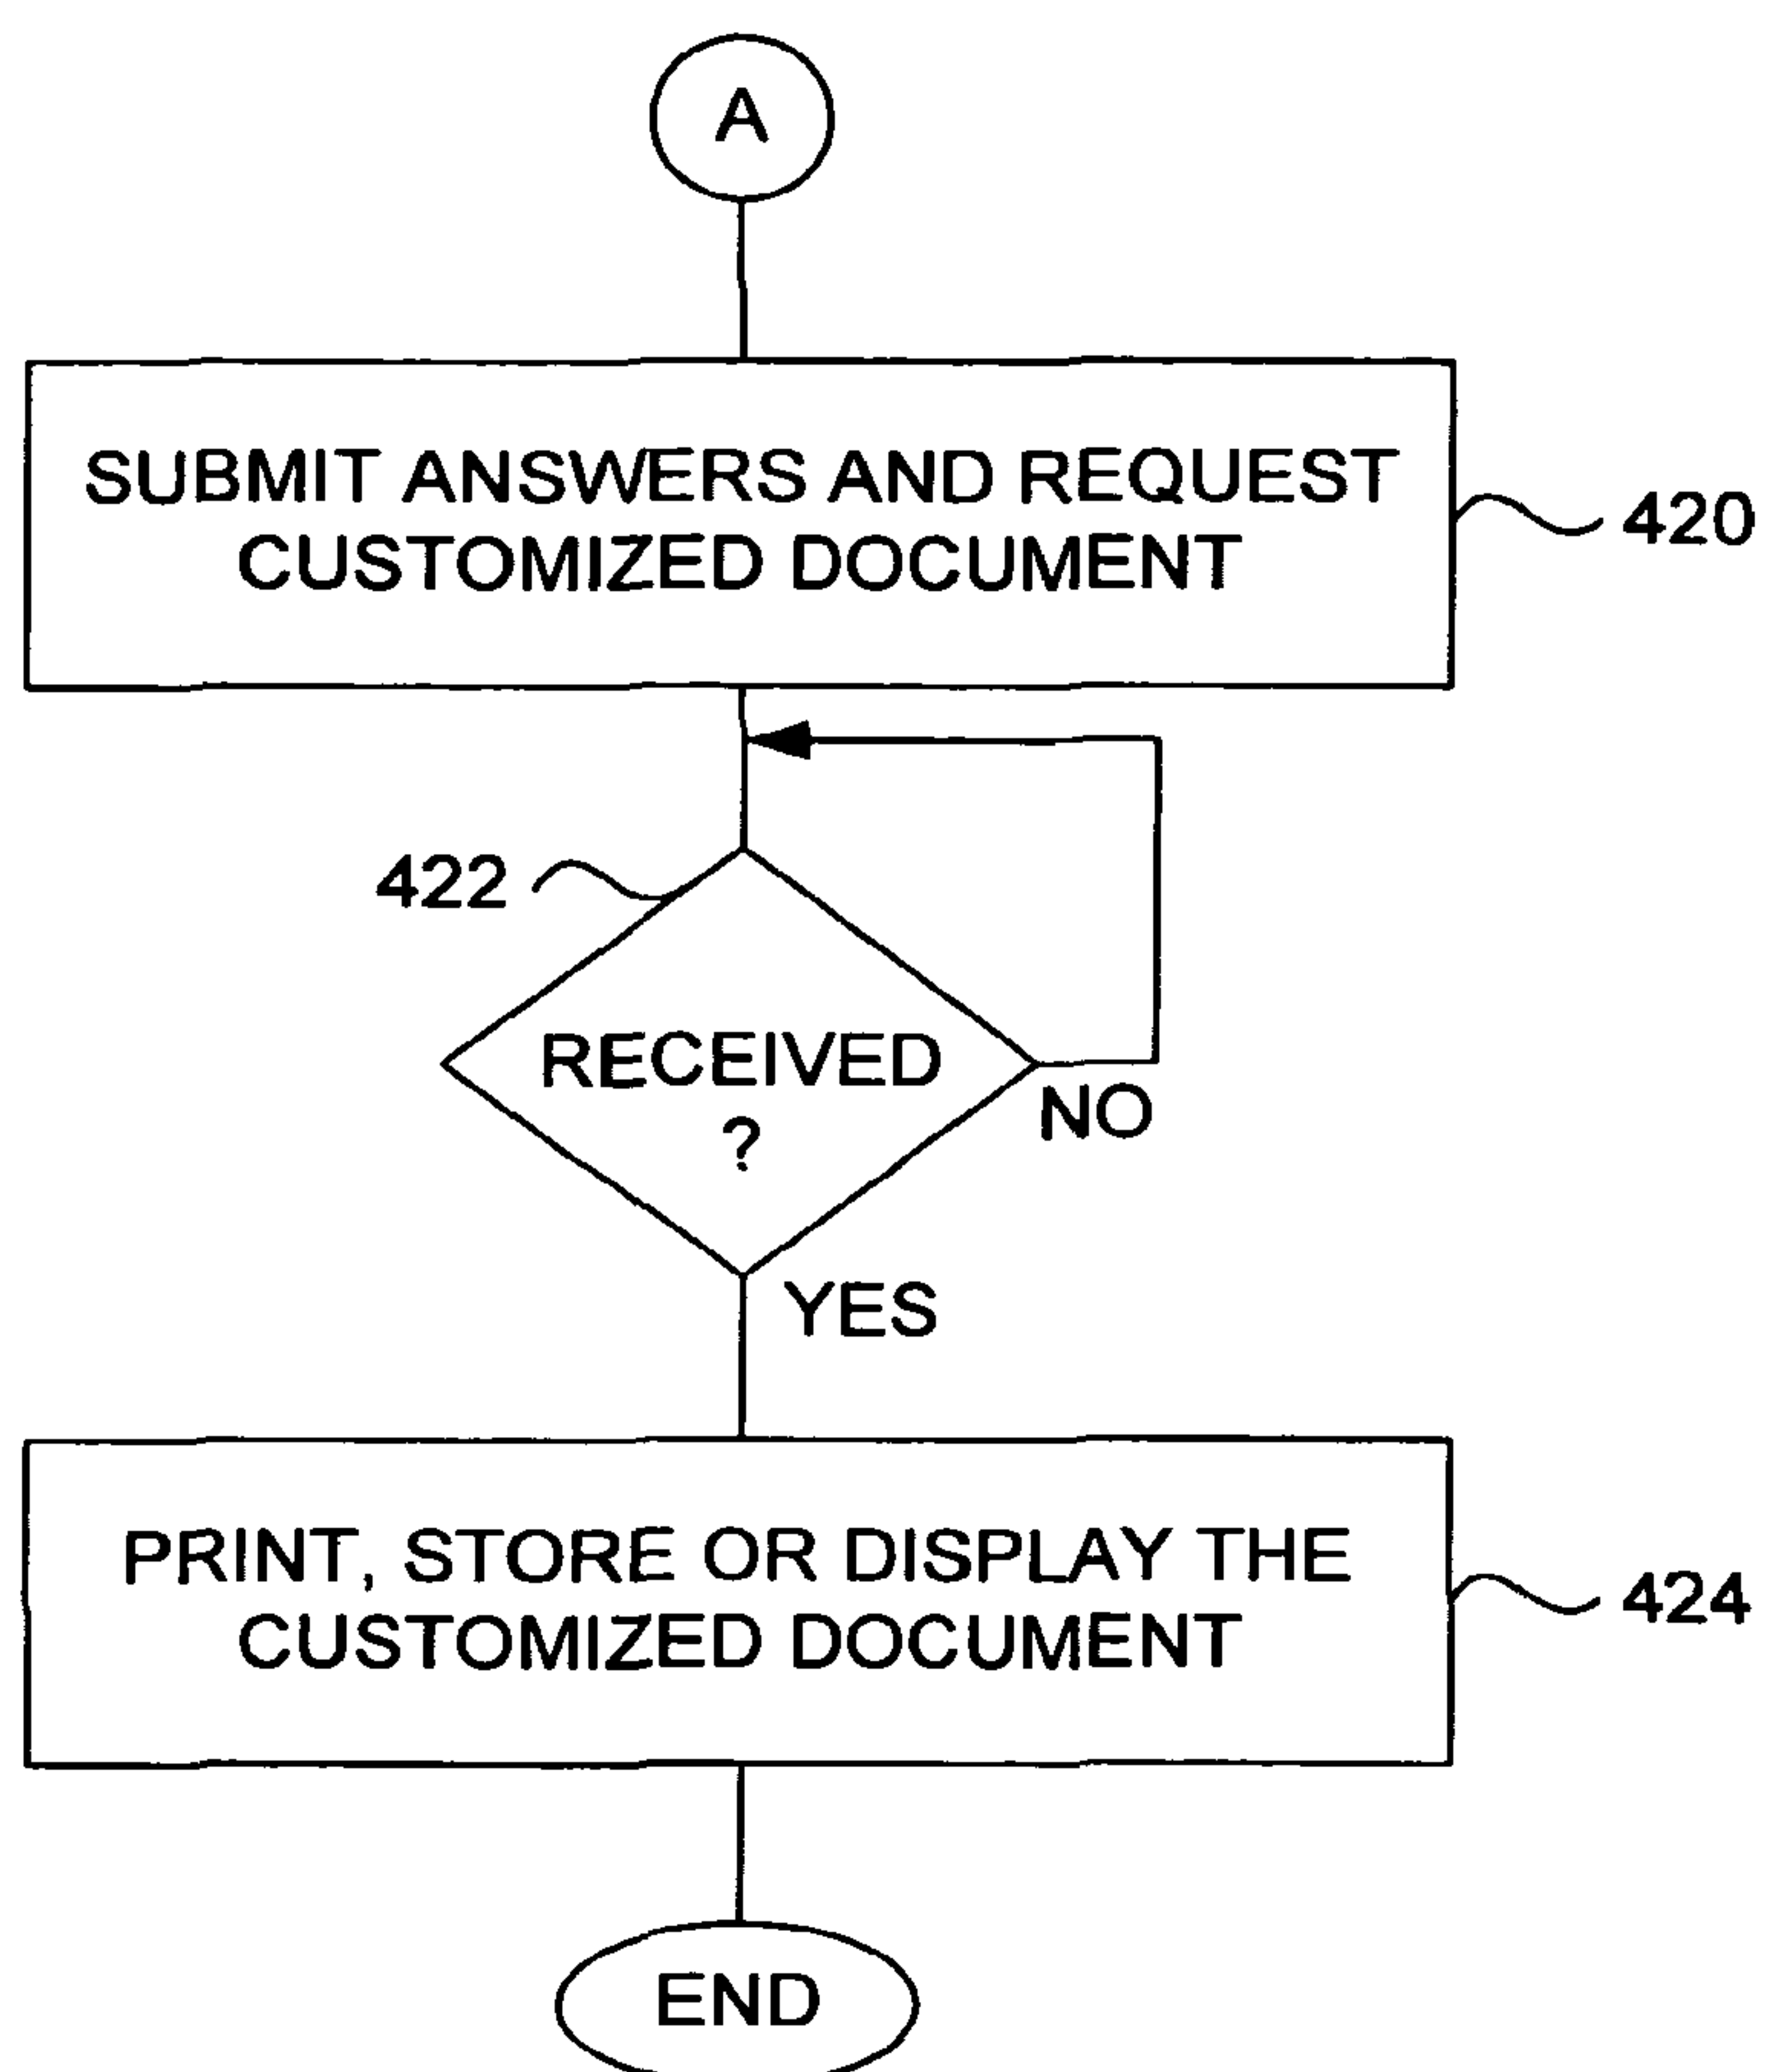 A
SUBMIT ANSWERS AND REQUEST
CUSTOMIZED DOCUMENT
420
422
RECEIVED
?
NO
YES
PRINT, STORE OR DISPLAY THE
CUSTOMIZED DOCUMENT
424
END